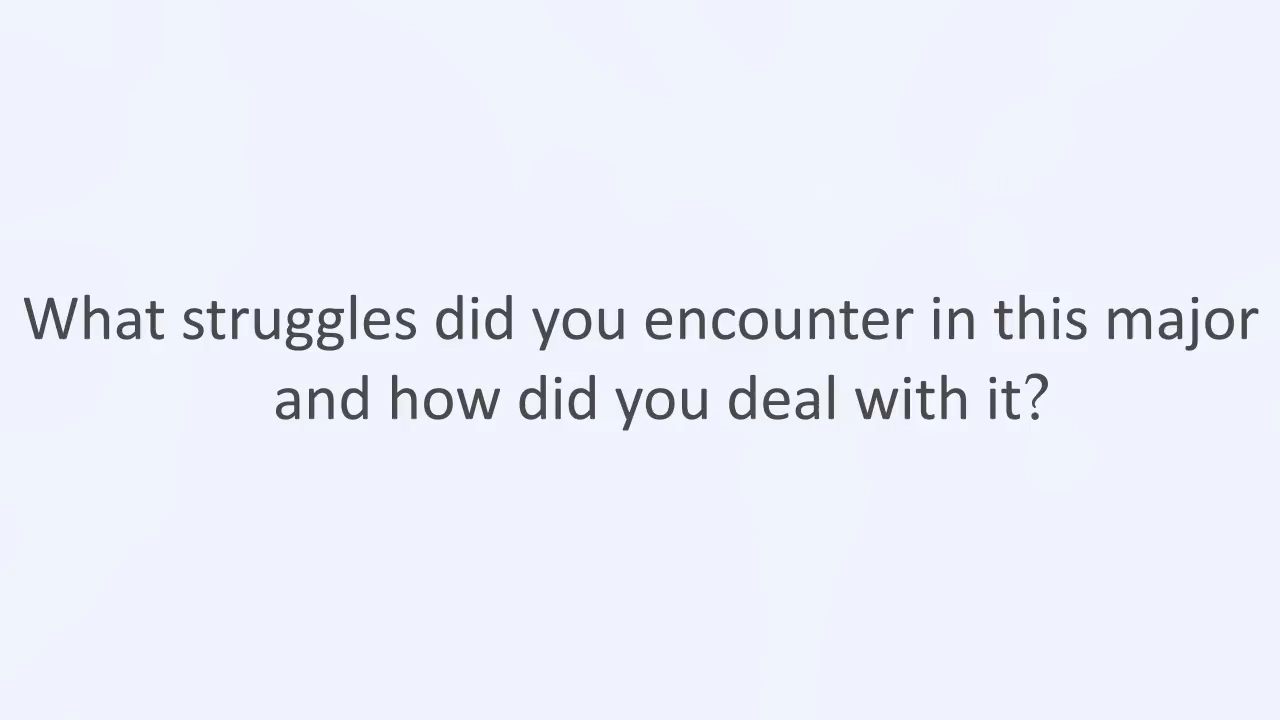 What struggles did you encounter in this major
and how did you deal with it?